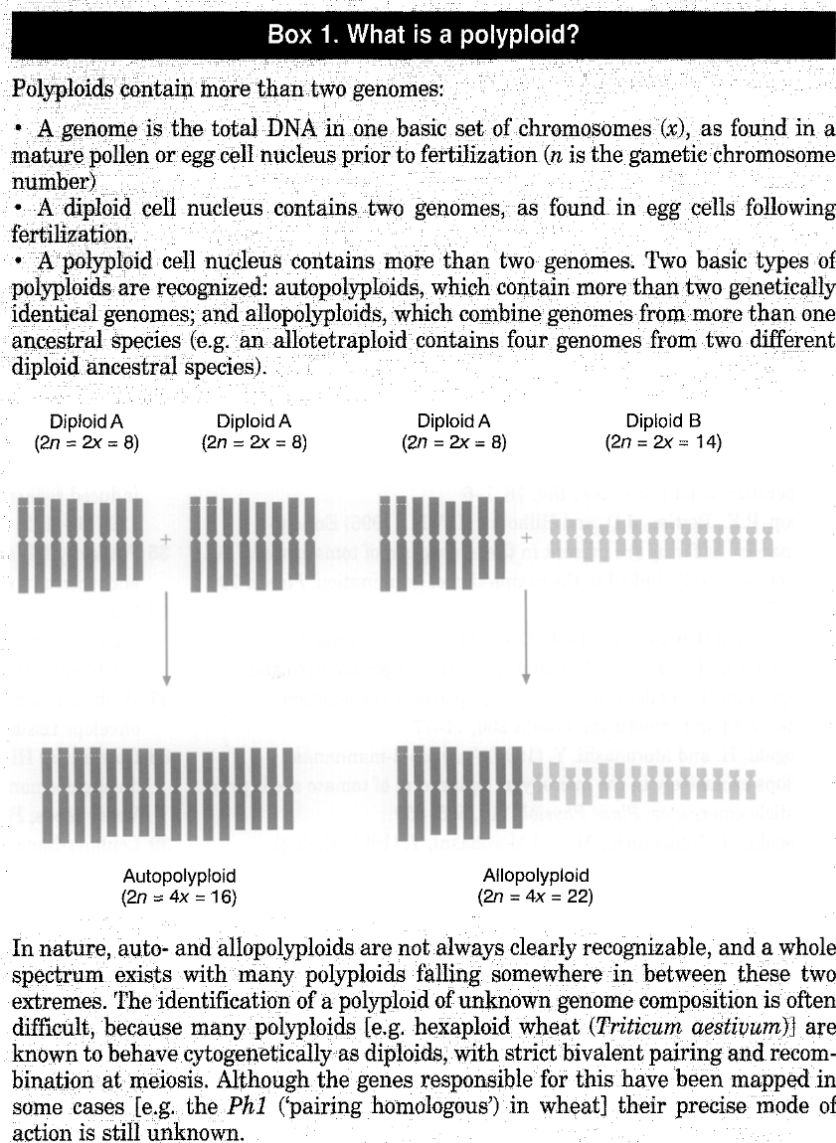 Box 1. What is a polyploid?
Polyploids contain more than two genomes:
• A genome is the total DNA in one basic set of chromosomes (x), as found in a
mature pollen or egg cell nucleus prior to fertilization (n is the gametic chromosome
number)
• A diploid cell nucleus contains two genomes, as found in egg cells following
fertilization.
• A polyploid cell nucleus contains more than two genomes. Two basic types of
polyploids are recognized: autopolyploids, which contain more than two genetically
identical genomes; and allopolyploids, which combine genomes from more than one
ancestral species (e.g. an allotetraploid contains four genomes from two different
diploid ancestral species).
Diploid A
(2n = 2x = 8)
Diploid A
(2n = 2x = 8)
Diploid A
(2n = 2x = 8)
Diploid B
(2n = 2x = 14)
+
+
Autopolyploid
(2n = 4x = 16)
Allopolyploid
(2n = 4x = 22)
In nature, auto- and allopolyploids are not always clearly recognizable, and a whole
spectrum exists with many polyploids falling somewhere in between these two
extremes. The identification of a polyploid of unknown genome composition is often
difficult, because many polyploids [e.g. hexaploid wheat (Triticum aestivum)] are
known to behave cytogenetically as diploids, with strict bivalent pairing and recom-
bination at meiosis. Although the genes responsible for this have been mapped in
some cases [e.g. the Ph1 (‘pairing homologous’) in wheat] their precise mode of
action is still unknown.